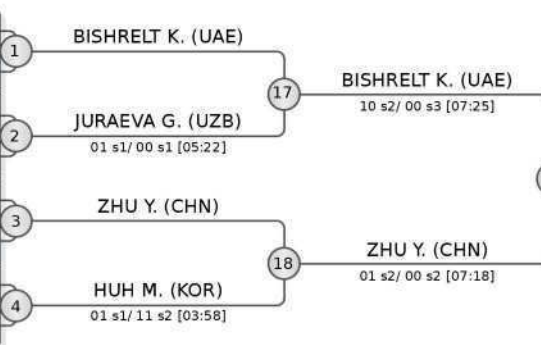 BISHRELT K. (UAE)
1
17
BISHRELT K. (UAE)
10 s2/ 00 s3 [07:25]
JURAEVA G. (UZB)
2
01 s1/ 00 s1 [05:22]
ZHU Y. (CHN)
3
18
ZHU Y. (CHN)
01 s2/ 00 s2 [07:18]
HUH M. (KOR)
4
01 s1/ 11 s2 [03:58]